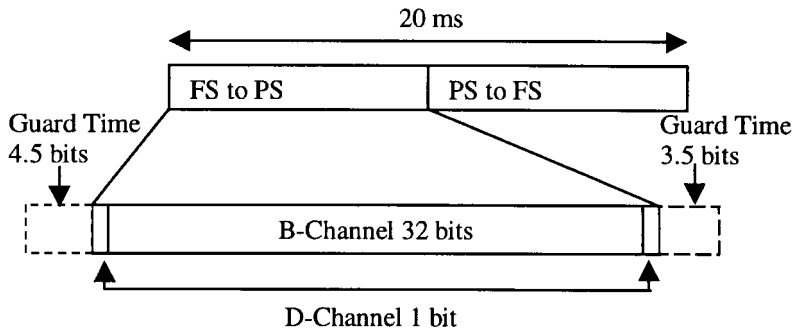 20 ms
FS to PS
PS to FS
Guard Time
4.5 bits
Guard Time
3.5 bits
B-Channel 32 bits
D-Channel 1 bit